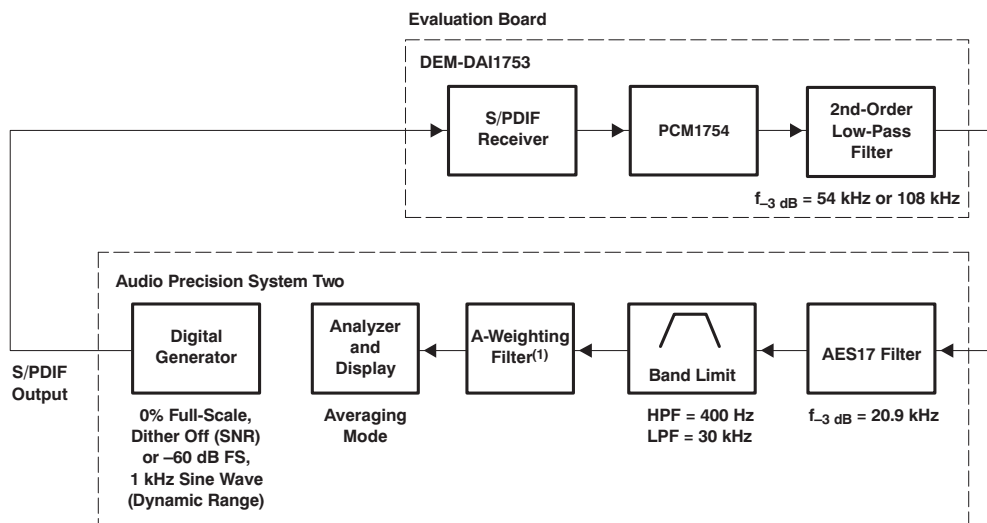 Evaluation Board
DEM-DAI1753
S/PDIF
Receiver
PCM1754
2nd-Order
Low-Pass
Filter
f–3 dB = 54 kHz or 108 kHz
Audio Precision System Two
Digital
Generator
Analyzer
and
Display
A-Weighting
Filter(1)
Band Limit
AES17 Filter
S/PDIF
Output
0% Full-Scale,
Dither Off (SNR)
or –60 dB FS,
1 kHz Sine Wave
(Dynamic Range)
Averaging
Mode
HPF = 400 Hz
LPF = 30 kHz
f–3 dB = 20.9 kHz